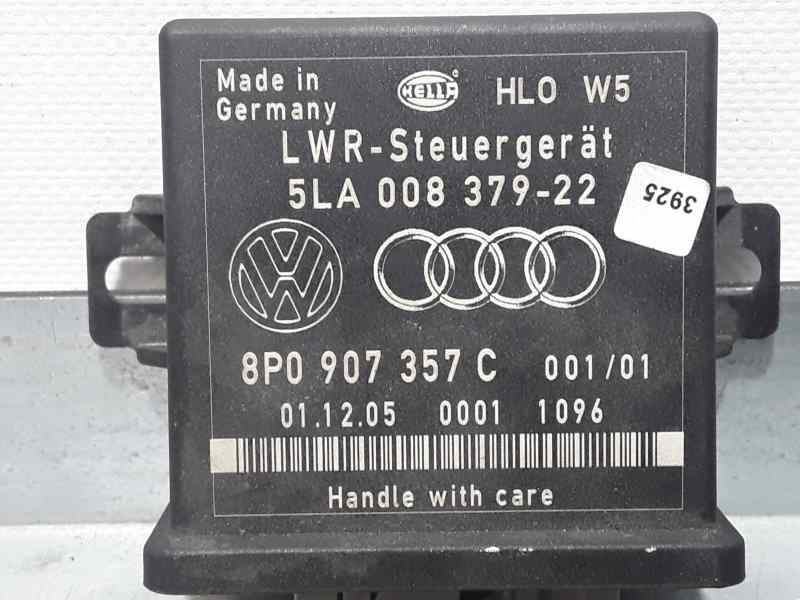 Made in
Germany
HELLA
HLO W5
LWR-Steuergerät
5LA 008 379-22
3925
VW
8P0 907 357 C 001/01
01.12.05 0001 1096
Handle with care